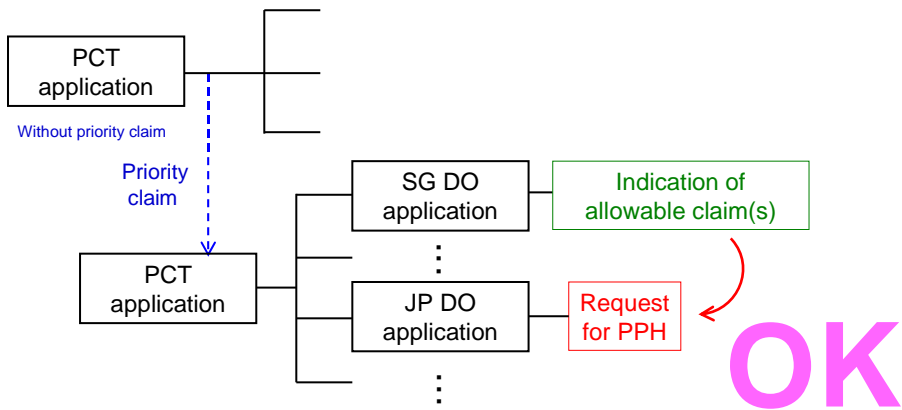 PCT
application
Without priority claim
Priority
claim
SG DO
application
Indication of
allowable claim(s)
PCT
application
JP DO
application
Request
for PPH
OK